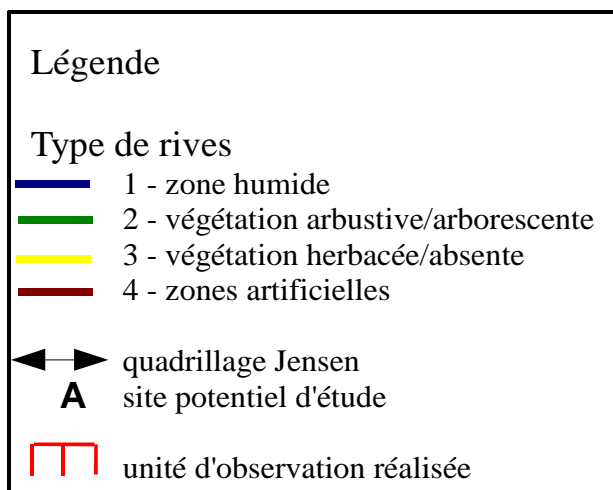 Légende
Type de rives
1 - zone humide
2 - végétation arbustive/arborescente
3 - végétation herbacée/absente
4 - zones artificielles
quadrillage Jensen
A site potentiel d'étude
unité d'observation réalisée